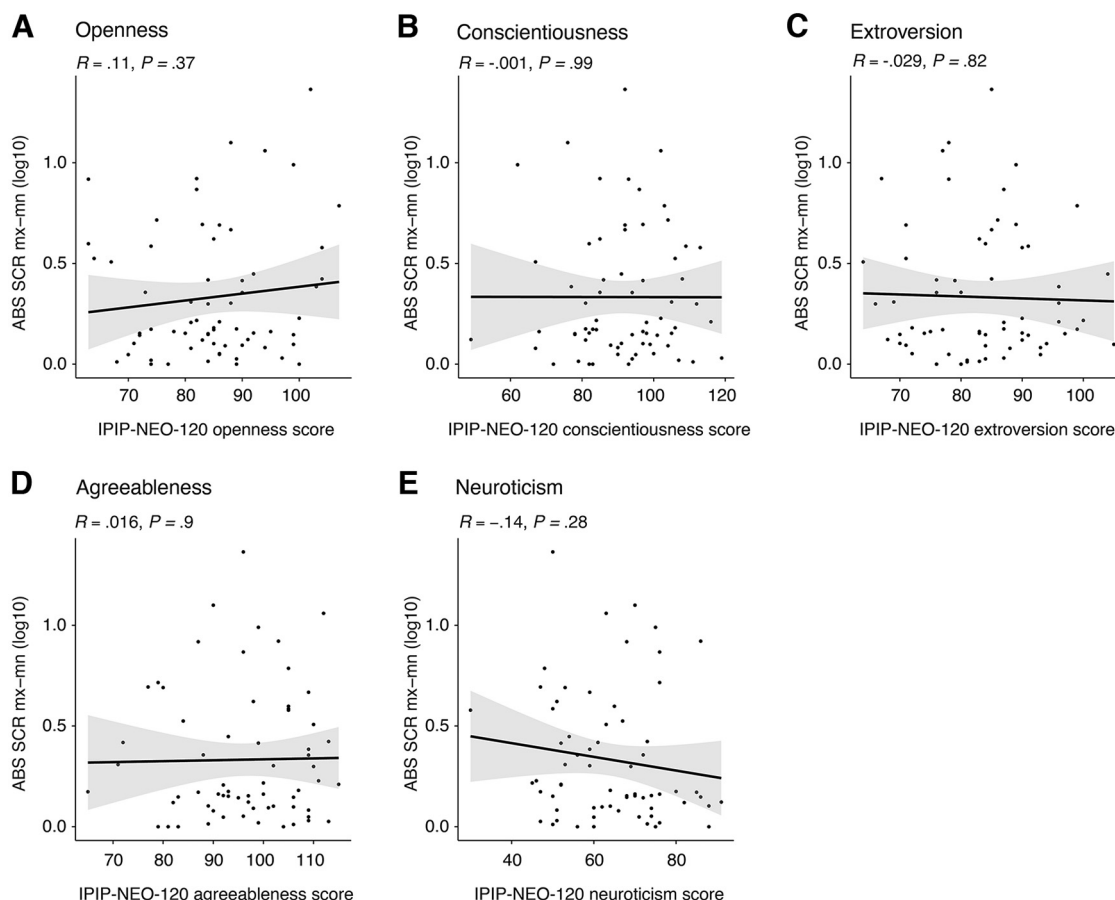 A Openness
R = .11, P = .37
ABS SCR mx−mn (log10)
1.0
0.5
0.0
70 80 90 100
IPIP-NEO-120 openness score
B Conscientiousness
R = -.001, P = .99
ABS SCR mx−mn (log10)
1.0
0.5
0.0
60 80 100 120
IPIP-NEO-120 conscientiousness score
C Extroversion
R = -.029, P = .82
ABS SCR mx−mn (log10)
1.0
0.5
0.0
70 80 90 100
IPIP-NEO-120 extroversion score
D Agreeableness
R = .016, P = .9
ABS SCR mx−mn (log10)
1.0
0.5
0.0
70 80 90 100 110
IPIP-NEO-120 agreeableness score
E Neuroticism
R = −.14, P = .28
ABS SCR mx−mn (log10)
1.0
0.5
0.0
40 60 80
IPIP-NEO-120 neuroticism score